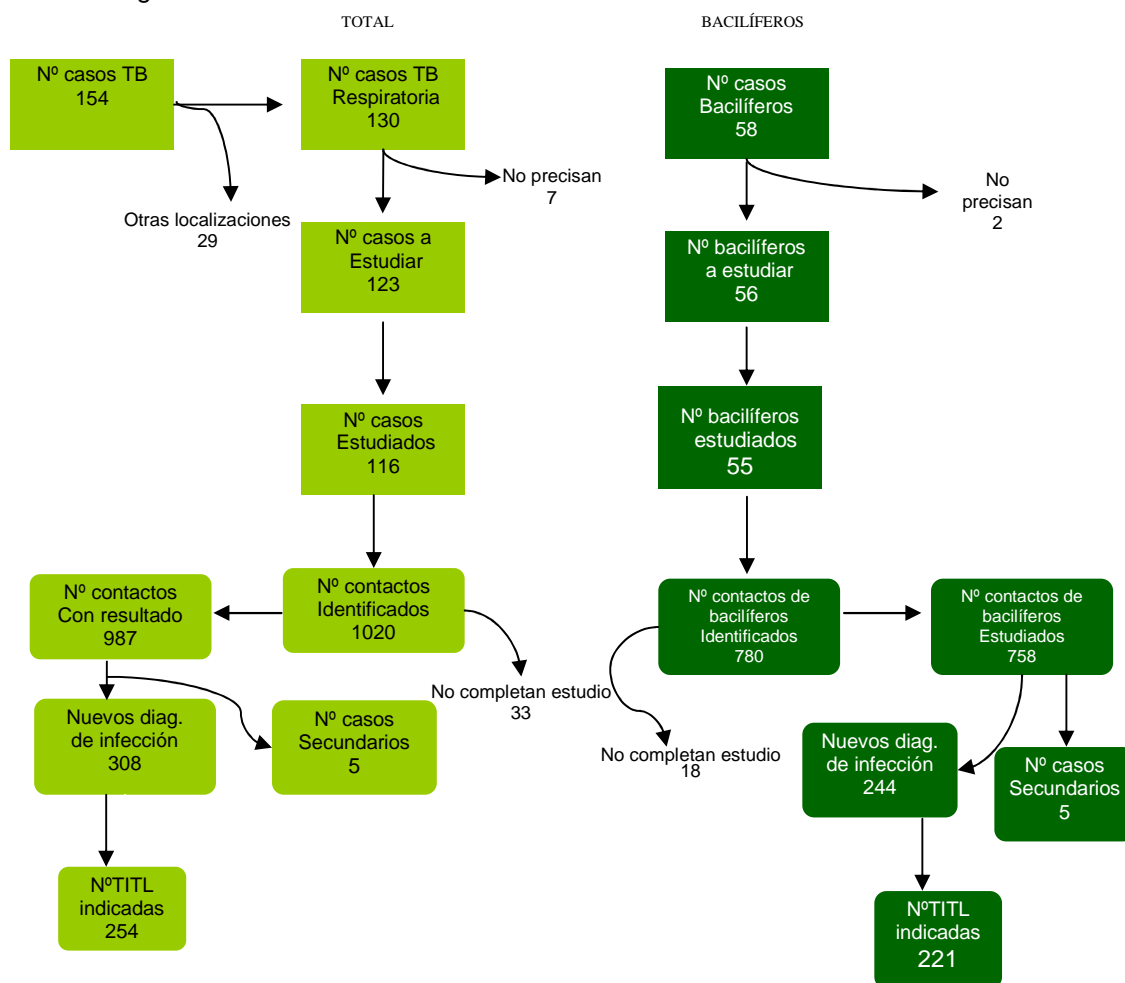 TOTAL
BACILÍFEROS
Nº casos TB
154
Nº casos TB
Respiratoria
130
No precisan
7
Otras localizaciones
29
Nº casos a
Estudiar
123
Nº casos
Estudiados
116
Nº contactos
Identificados
1020
Nº contactos
Con resultado
987
No completan estudio
33
Nuevos diag.
de infección
308
Nº casos
Secundarios
5
NºTITL
indicadas
254
Nº casos
Bacilíferos
58
No
precisan
2
Nº bacilíferos
a estudiar
56
Nº bacilíferos
estudiados
55
Nº contactos de
bacilíferos
Identificados
780
Nº contactos de
bacilíferos
Estudiados
758
No completan estudio
18
Nuevos diag.
de infección
244
Nº casos
Secundarios
5
NºTITL
indicadas
221